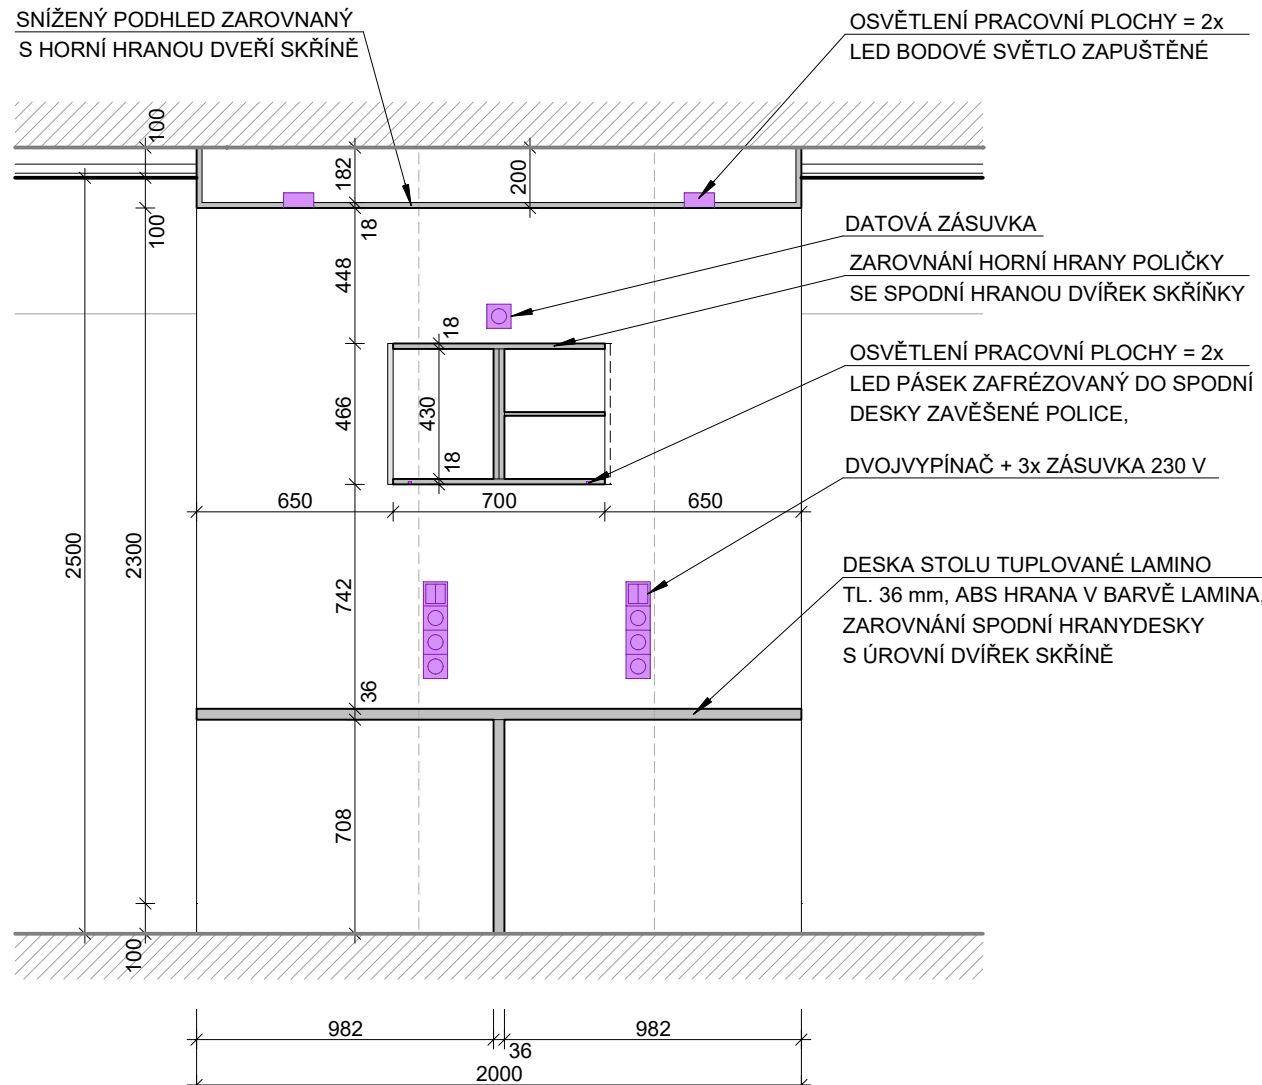 SNÍŽENÝ PODHLED ZAROVNANÝ
S HORNÍ HRANOU DVEŘÍ SKŘÍNĚ
OSVĚTLENÍ PRACOVNÍ PLOCHY = 2x
LED BODOVÉ SVĚTLO ZAPUŠTĚNÉ
100
182
200
100
18
448
DATOVÁ ZÁSUVKA
ZAROVNÁNÍ HORNÍ HRANY POLIČKY
SE SPODNÍ HRANOU DVÍŘEK SKŘÍŇKY
18
466
430
18
OSVĚTLENÍ PRACOVNÍ PLOCHY = 2x
LED PÁSEK ZAFRÉZOVANÝ DO SPODNÍ
DESKY ZAVĚŠENÉ POLICE,
DVOJVYPÍNAČ + 3x ZÁSUVKA 230 V
650
700
650
2500
2300
742
DESKA STOLU TUPLOVANÉ LAMINO
TL. 36 mm, ABS HRANA V BARVĚ LAMINA,
ZAROVNÁNÍ SPODNÍ HRANYDESKY
S ÚROVNÍ DVÍŘEK SKŘÍNĚ
36
708
100
982
982
36
2000